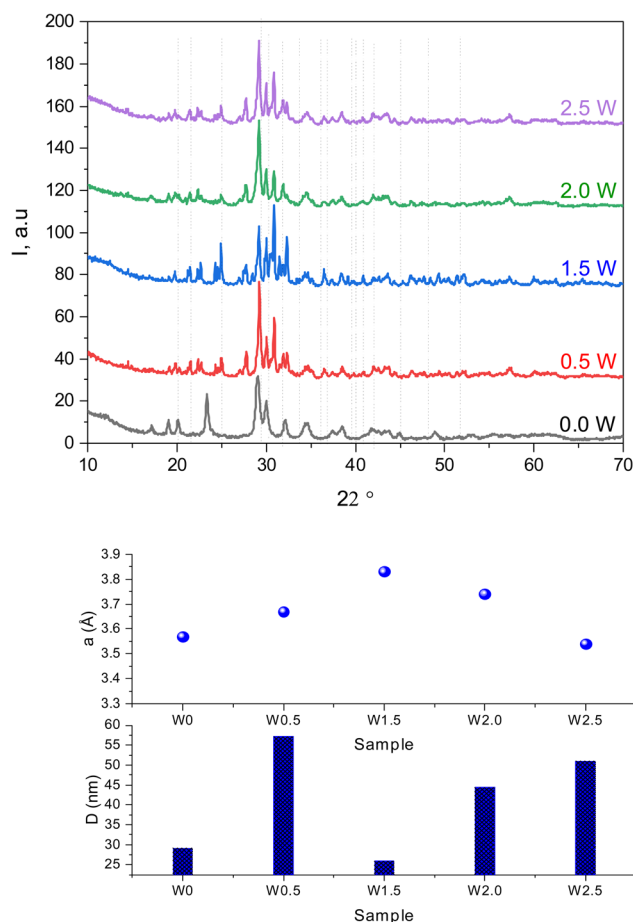 200
180
160
140
120
100
80
60
40
20
0
I, a.u
2.5 W
2.0 W
1.5 W
0.5 W
0.0 W
10 20 30 40 50 60 70
2θ °
3.9
3.8
3.7
3.6
3.5
3.4
3.3
a (Å)
W0 W0.5 W1.5 W2.0 W2.5
Sample
60
55
50
45
40
35
30
25
D (nm)
W0 W0.5 W1.5 W2.0 W2.5
Sample